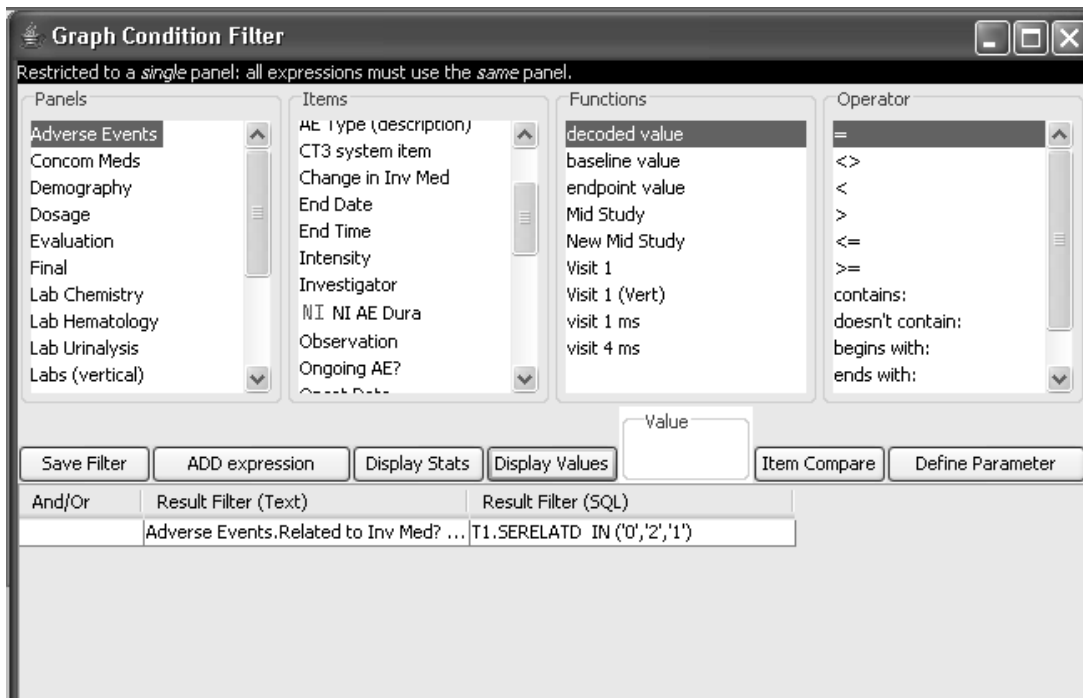 Graph Condition Filter
Restricted to a single panel: all expressions must use the same panel.
Panels
Adverse Events
Concom Meds
Demography
Dosage
Evaluation
Final
Lab Chemistry
Lab Hematology
Lab Urinalysis
Labs (vertical)
Items
AE Type (description)
CT3 system item
Change in Inv Med
End Date
End Time
Intensity
Investigator
NI NI AE Dura
Observation
Ongoing AE?
Functions
decoded value
baseline value
endpoint value
Mid Study
New Mid Study
Visit 1
Visit 1 (Vert)
visit 1 ms
visit 4 ms
Operator
=
<>
<
>
<=
>=
contains:
doesn't contain:
begins with:
ends with:
Value
Save Filter ADD expression Display Stats Display Values Item Compare Define Parameter
And/Or Result Filter (Text) Result Filter (SQL)
Adverse Events.Related to Inv Med? ... T1.SERELATD IN ('0','2','1')